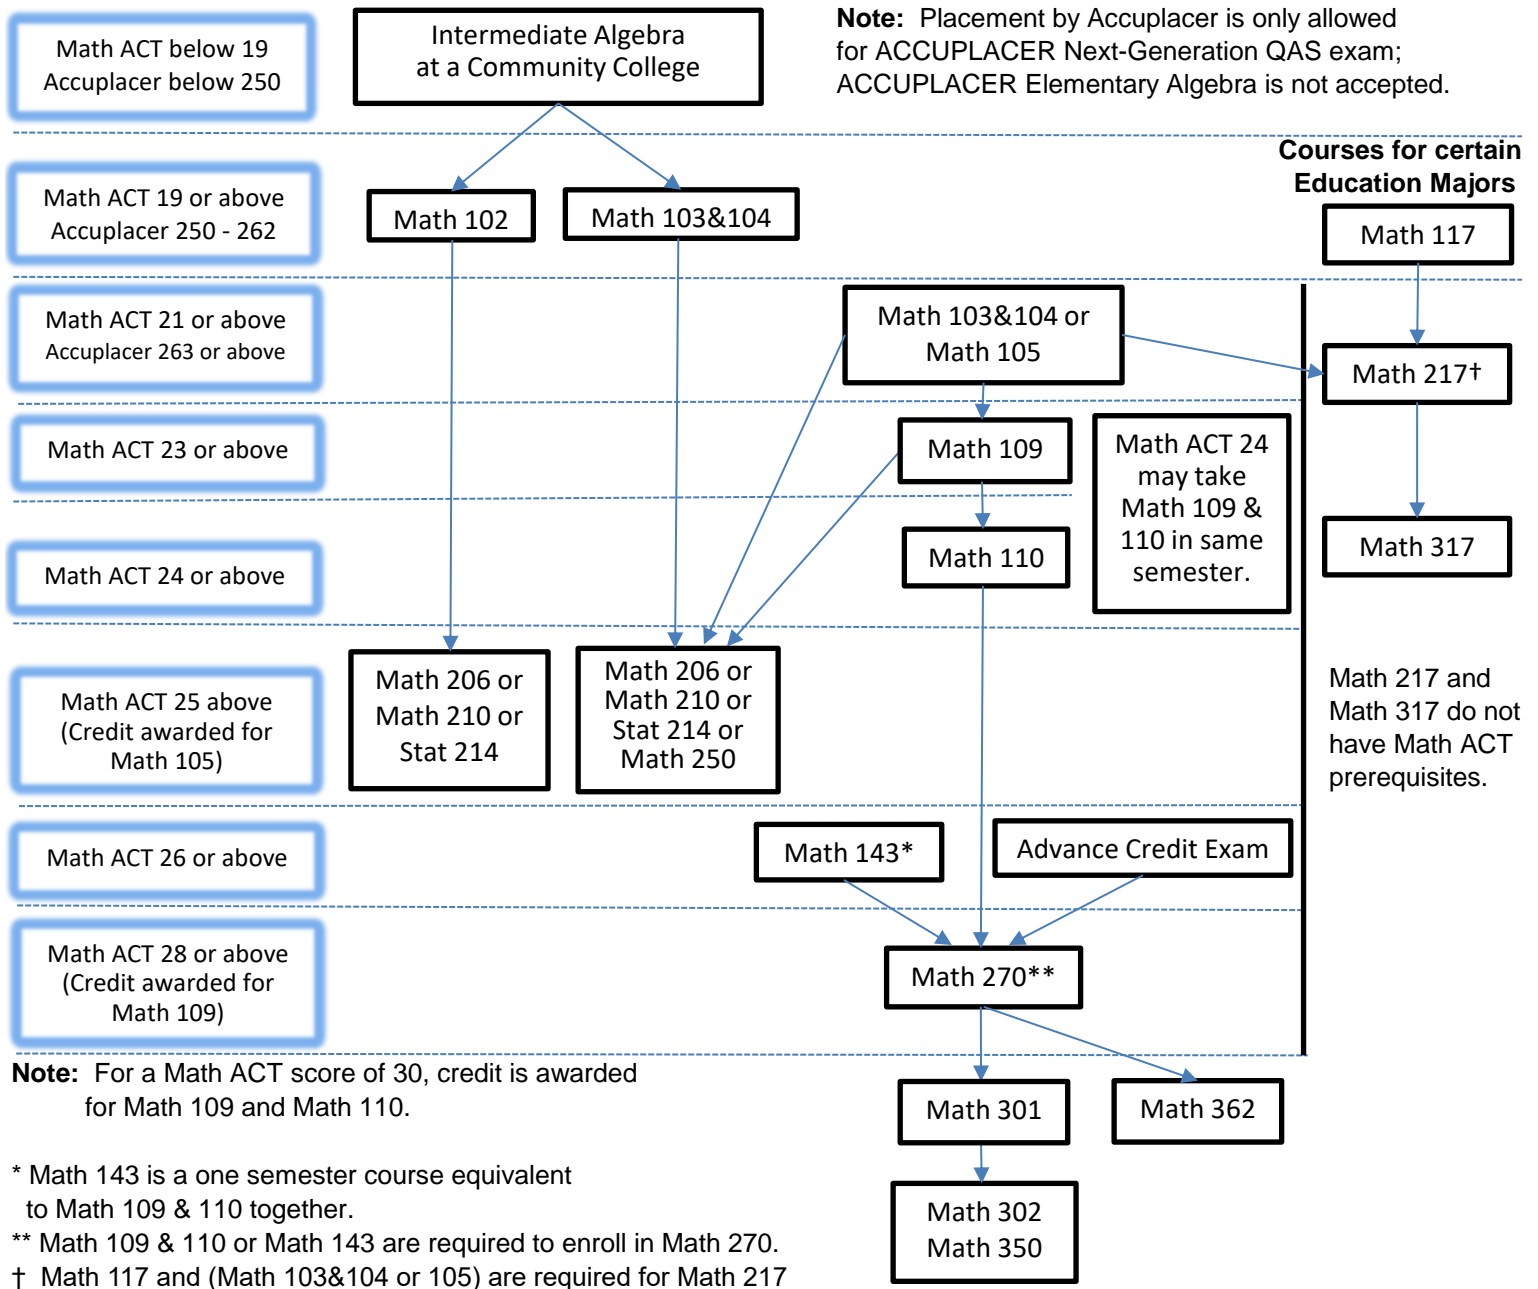 Math ACT below 19
Accuplacer below 250
Intermediate Algebra
at a Community College
Note:  Placement by Accuplacer is only allowed
for ACCUPLACER Next-Generation QAS exam;
ACCUPLACER Elementary Algebra is not accepted.
Courses for certain
Education Majors
Math ACT 19 or above
Accuplacer 250 - 262
Math 102
Math 103&104
Math 117
Math ACT 21 or above
Accuplacer 263 or above
Math 103&104 or
Math 105
Math 217†
Math ACT 23 or above
Math 109
Math ACT 24
may take
Math 109 &
110 in same
semester.
Math ACT 24 or above
Math 110
Math 317
Math ACT 25 above
(Credit awarded for
Math 105)
Math 206 or
Math 210 or
Stat 214
Math 206 or
Math 210 or
Stat 214 or
Math 250
Math 217 and
Math 317 do not
have Math ACT
prerequisites.
Math ACT 26 or above
Math 143*
Advance Credit Exam
Math ACT 28 or above
(Credit awarded for
Math 109)
Math 270**
Note:  For a Math ACT score of 30, credit is awarded
for Math 109 and Math 110.
Math 301
Math 362
* Math 143 is a one semester course equivalent
to Math 109 & 110 together.
** Math 109 & 110 or Math 143 are required to enroll in Math 270.
† Math 117 and (Math 103&104 or 105) are required for Math 217
Math 302
Math 350